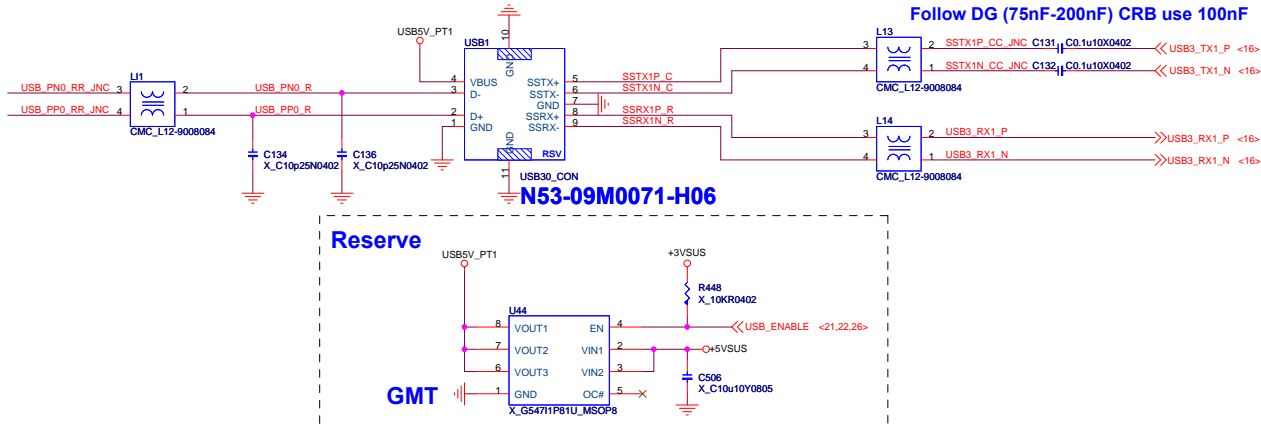 Follow DG (75nF-200nF) CRB use 100nF
USB5V_PT1
USB1
10
GND
4 VBUS
3 D-
2 D+
1 GND
SSTX+ 5 SSTX1P_C
SSTX- 6 SSTX1N_C
GND 7
SSRX+ 8 SSRX1P_R
SSRX- 9 SSRX1N_R
GND
RSV
11
USB30_CON
N53-09M0071-H06
LI1
USB_PN0_RR_JNC 3 2 USB_PN0_R
USB_PP0_RR_JNC 4 1 USB_PP0_R
CMC_L12-9008084
C134
X_C10p25N0402
C136
X_C10p25N0402
L13
3 2 SSTX1P_CC_JNC C131 C0.1u10X0402 USB3_TX1_P <16>
4 1 SSTX1N_CC_JNC C132 C0.1u10X0402 USB3_TX1_N <16>
CMC_L12-9008084
L14
3 2 USB3_RX1_P USB3_RX1_P <16>
4 1 USB3_RX1_N USB3_RX1_N <16>
CMC_L12-9008084
Reserve
USB5V_PT1
+3VSUS
R448
X_10KR0402
U44
8 VOUT1 EN 4 USB_ENABLE <21,22,26>
7 VOUT2 VIN1 2 +5VSUS
6 VOUT3 VIN2 3
1 GND OC# 5
C506
X_C10u10Y0805
GMT
X_G547I1P81U_MSOP8